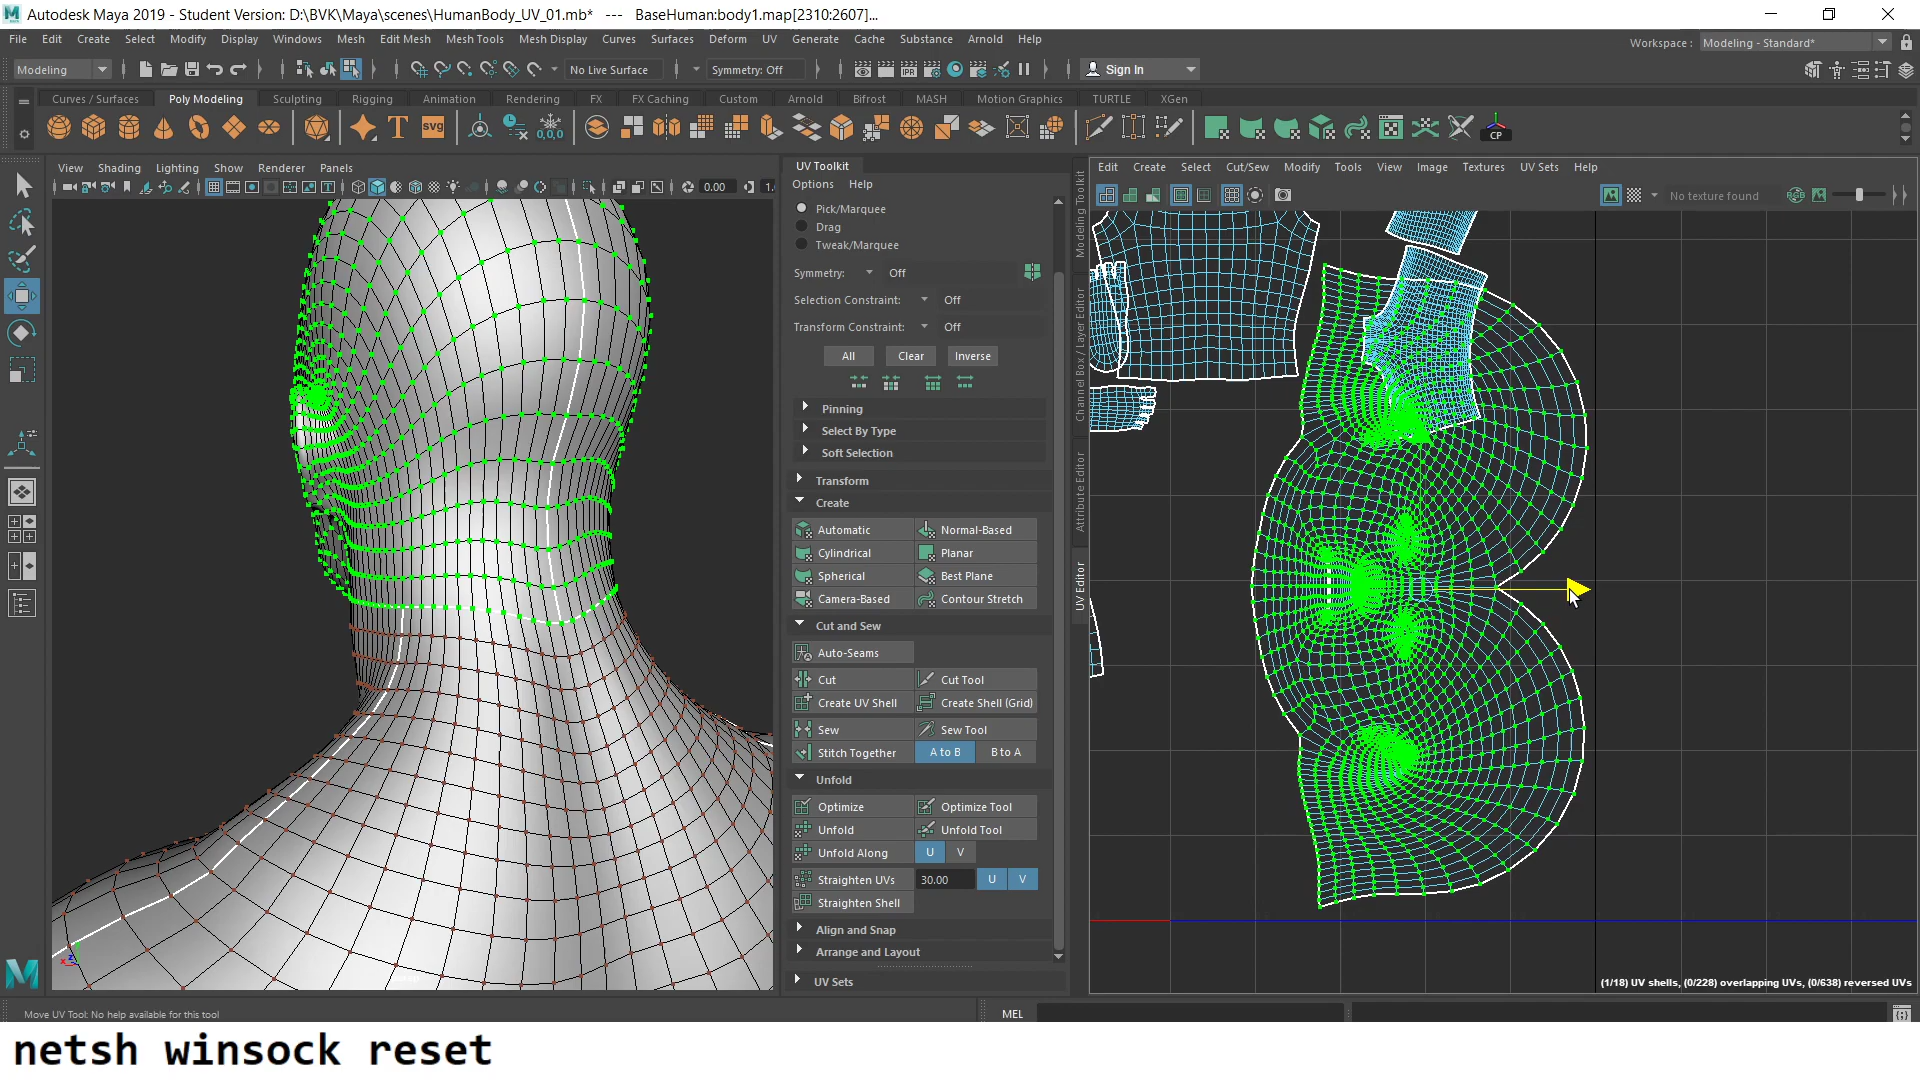 Autodesk Maya 2019 - Student Version: D:\BVK\Maya\scenes\HumanBody_UV_01.mb*   ---   BaseHuman:body1.map[2310:2607]...
File Edit Create Select Modify Display Windows Mesh Edit Mesh Mesh Tools Mesh Display Curves Surfaces Deform UV Generate Cache Substance Arnold Help
Workspace : Modeling - Standard*
Modeling No Live Surface Symmetry: Off Sign In
Curves / Surfaces Poly Modeling Sculpting Rigging Animation Rendering FX FX Caching Custom Arnold Bifrost MASH Motion Graphics TURTLE XGen
View Shading Lighting Show Renderer Panels
0.00
UV Toolkit
Options Help
Pick/Marquee
Drag
Tweak/Marquee
Symmetry: Off
Selection Constraint: Off
Transform Constraint: Off
All Clear Inverse
Pinning
Select By Type
Soft Selection
Transform
Create
Automatic Normal-Based
Cylindrical Planar
Spherical Best Plane
Camera-Based Contour Stretch
Cut and Sew
Auto-Seams
Cut Cut Tool
Create UV Shell Create Shell (Grid)
Sew Sew Tool
Stitch Together A to B B to A
Unfold
Optimize Optimize Tool
Unfold Unfold Tool
Unfold Along U V
Straighten UVs 30.00 U V
Straighten Shell
Align and Snap
Arrange and Layout
UV Sets
Modeling Toolkit
Channel Box / Layer Editor
Attribute Editor
UV Editor
Edit Create Select Cut/Sew Modify Tools View Image Textures UV Sets Help
No texture found
(1/18) UV shells, (0/228) overlapping UVs, (0/638) reversed UVs
Move UV Tool: No help available for this tool
MEL
netsh winsock reset